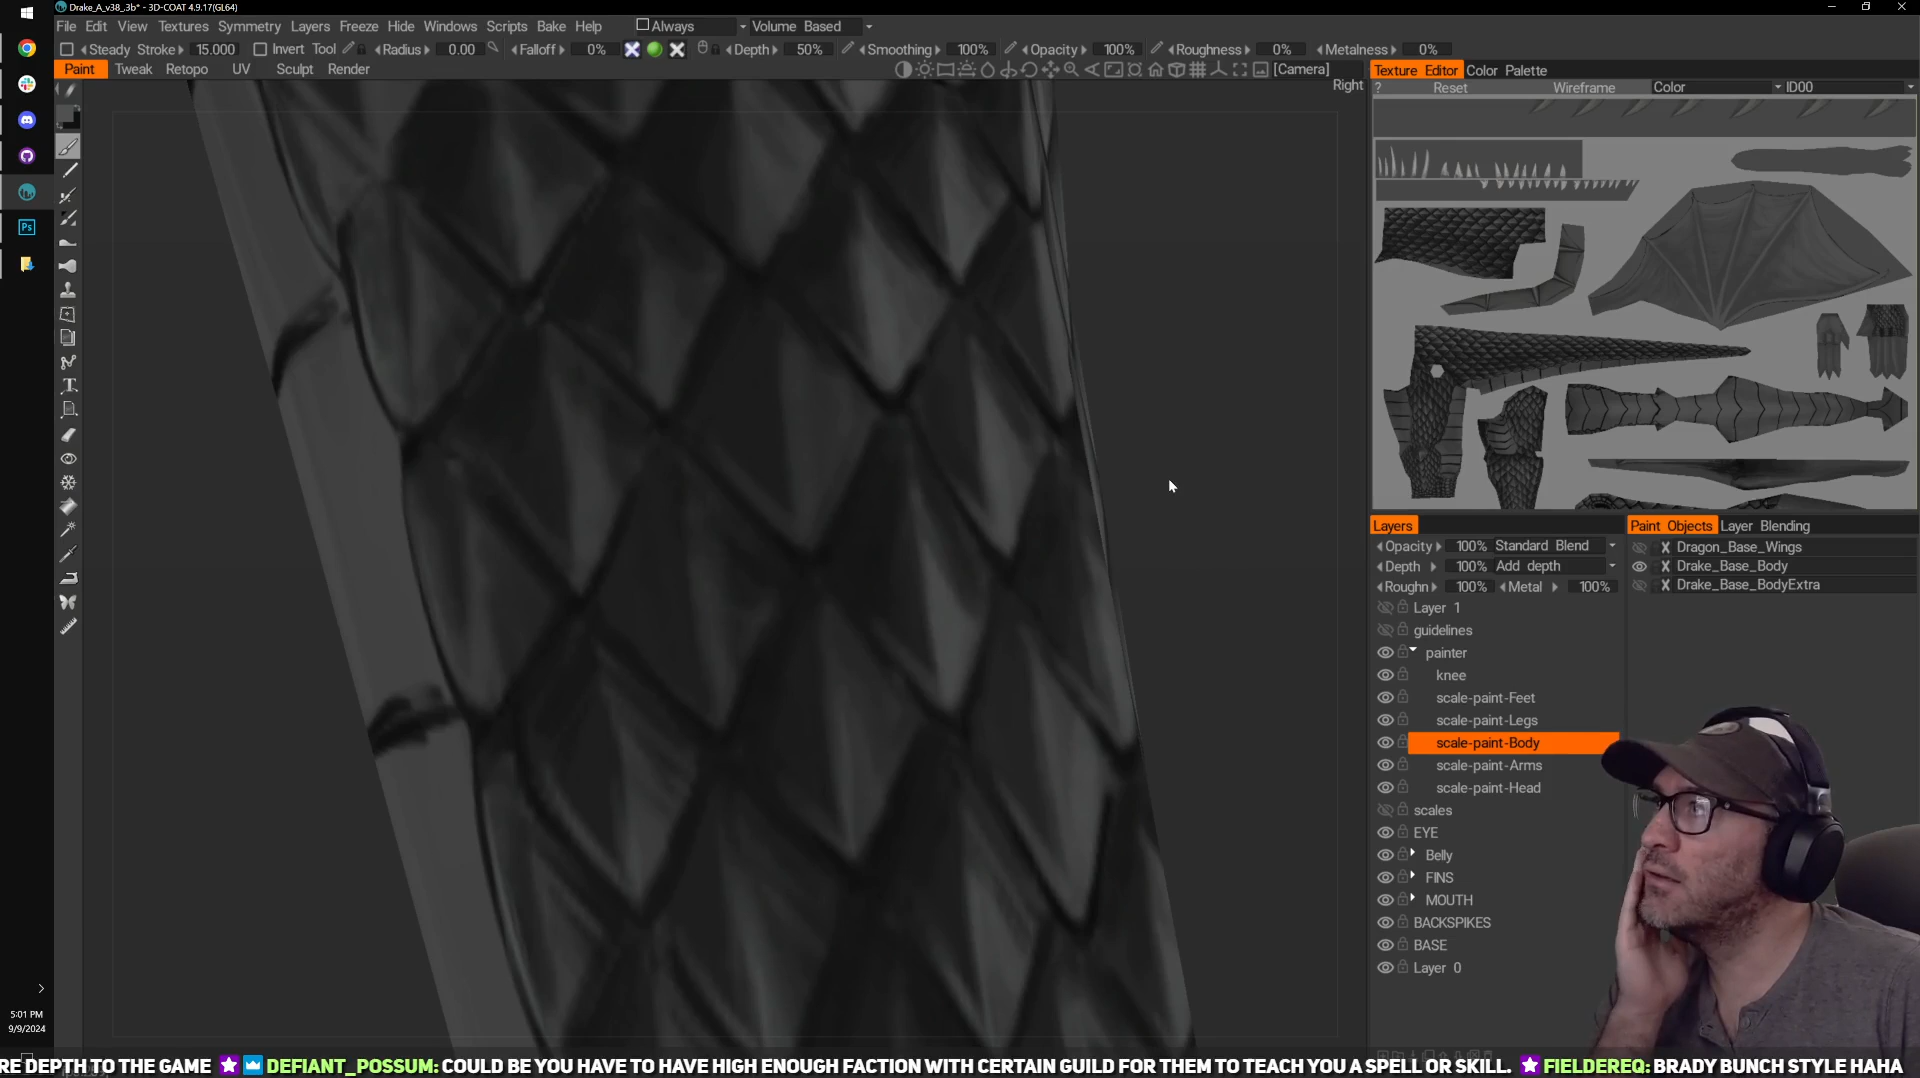 Drake_A_v38_.3b* - 3D-COAT 4.9.17(GL64)
File Edit View Textures Symmetry Layers Freeze Hide Windows Scripts Bake Help Always Volume Based
Steady Stroke 15.000 Invert Tool Radius 0.00 Falloff 0% Depth 50% Smoothing 100% Opacity 100% Roughness 0% Metalness 0%
Paint Tweak Retopo UV Sculpt Render [Camera]
Right
Texture Editor Color Palette
? Reset Wireframe Color ID00
Layers
Opacity 100% Standard Blend
Depth 100% Add depth
Roughn 100% Metal 100%
Layer 1
guidelines
painter
knee
scale-paint-Feet
scale-paint-Legs
scale-paint-Body
scale-paint-Arms
scale-paint-Head
scales
EYE
Belly
FINS
MOUTH
BACKSPIKES
BASE
Layer 0
Paint Objects Layer Blending
X Dragon_Base_Wings
X Drake_Base_Body
X Drake_Base_BodyExtra
Ps
5:01 PM
9/9/2024
RE DEPTH TO THE GAME DEFIANT_POSSUM: COULD BE YOU HAVE TO HAVE HIGH ENOUGH FACTION WITH CERTAIN GUILD FOR THEM TO TEACH YOU A SPELL OR SKILL. FIELDEREQ: BRADY BUNCH STYLE HAHA